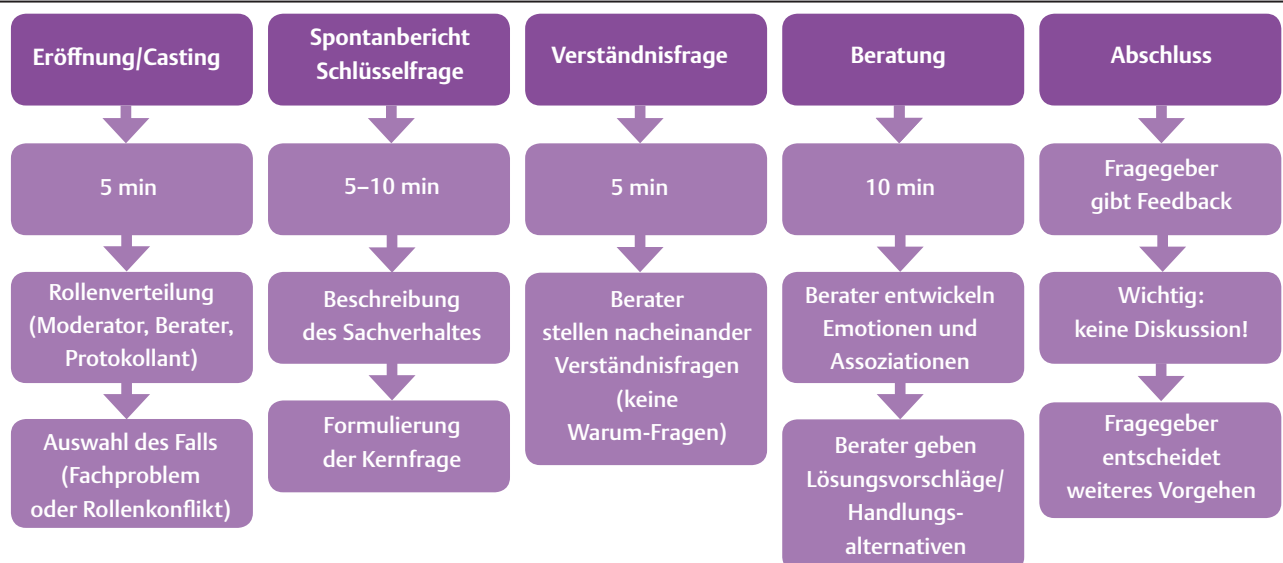 Eröffnung/Casting
5 min
Rollenverteilung
(Moderator, Berater,
Protokollant)
Auswahl des Falls
(Fachproblem
oder Rollenkonflikt)
Spontanbericht
Schlüsselfrage
5–10 min
Beschreibung
des Sachverhaltes
Formulierung
der Kernfrage
Verständnisfrage
5 min
Berater
stellen nacheinander
Verständnisfragen
(keine
Warum-Fragen)
Beratung
10 min
Berater entwickeln
Emotionen und
Assoziationen
Berater geben
Lösungsvorschläge/
Handlungs-
alternativen
Abschluss
Fragegeber
gibt Feedback
Wichtig:
keine Diskussion!
Fragegeber
entscheidet
weiteres Vorgehen